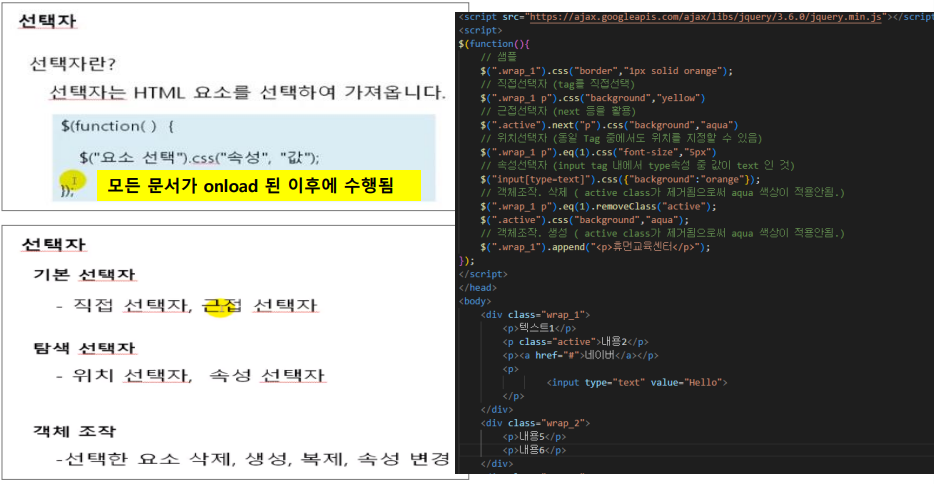 선택자
선택자란?
선택자는 HTML 요소를 선택하여 가져옵니다.
$(function( ) {
$("요소 선택").css("속성", "값");
});
모든 문서가 onload 된 이후에 수행됨
선택자
기본 선택자
- 직접 선택자, 근접 선택자
탐색 선택자
- 위치 선택자, 속성 선택자
객체 조작
-선택한 요소 삭제, 생성, 복제, 속성 변경
<script src="https://ajax.googleapis.com/ajax/libs/jquery/3.6.0/jquery.min.js"></script
<script>
$(function(){
// 샘플
$(".wrap_1").css("border","1px solid orange");
// 직접선택자 (tag를 직접선택)
$(".wrap_1 p").css("background","yellow")
// 근접선택자 (next 등을 활용)
$(".active").next("p").css("background","aqua")
// 위치선택자 (동일 Tag 중에서도 위치를 지정할 수 있음)
$(".wrap_1 p").eq(1).css("font-size","5px")
// 속성선택자 (input tag 내에서 type속성 중 값이 text 인 것)
$("input[type=text]").css({"background":"orange"});
// 객체조작. 삭제 ( active class가 제거됨으로써 aqua 색상이 적용안됨.)
$(".wrap_1 p").eq(1).removeClass("active");
$(".active").css("background","aqua");
// 객체조작. 생성 ( active class가 제거됨으로써 aqua 색상이 적용안됨.)
$(".wrap_1").append("<p>휴먼교육센터</p>");
});
</script>
</head>
<body>
<div class="wrap_1">
<p>텍스트1</p>
<p class="active">내용2</p>
<p><a href="#">네이버</a></p>
<p>
<input type="text" value="Hello">
</p>
</div>
<div class="wrap_2">
<p>내용5</p>
<p>내용6</p>
</div>